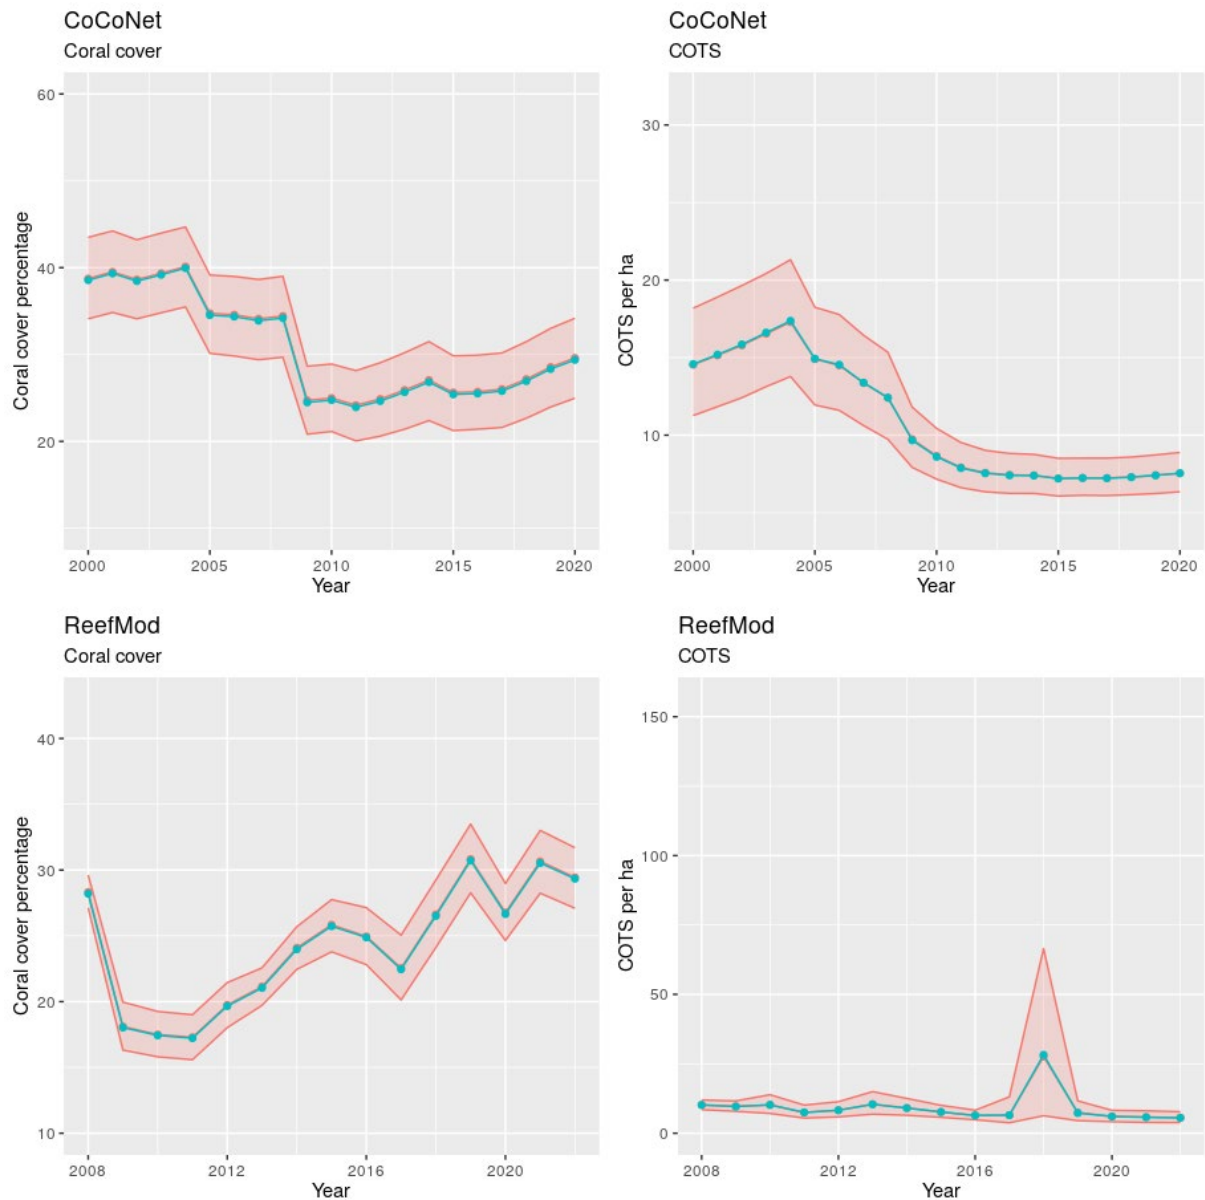 CoCoNet
Coral cover
Coral cover percentage
60
40
20
2000 2005 2010 2015 2020
Year
CoCoNet
COTS
COTS per ha
30
20
10
2000 2005 2010 2015 2020
Year
ReefMod
Coral cover
Coral cover percentage
40
30
20
10
2008 2012 2016 2020
Year
ReefMod
COTS
COTS per ha
150
100
50
0
2008 2012 2016 2020
Year